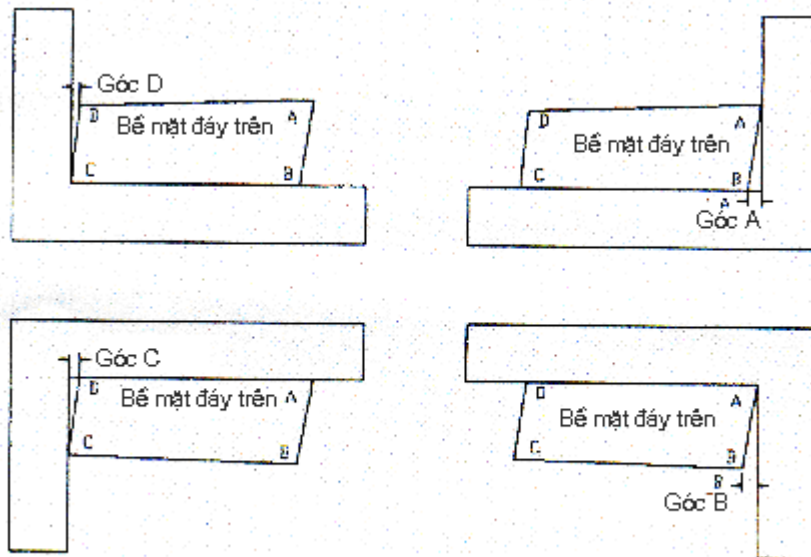 Góc D
D A
Bề mặt đáy trên
C B
D A
Bề mặt đáy trên
C B
A
Góc A
Góc C
D Bề mặt đáy trên A
C B
D A
Bề mặt đáy trên
B
Góc B